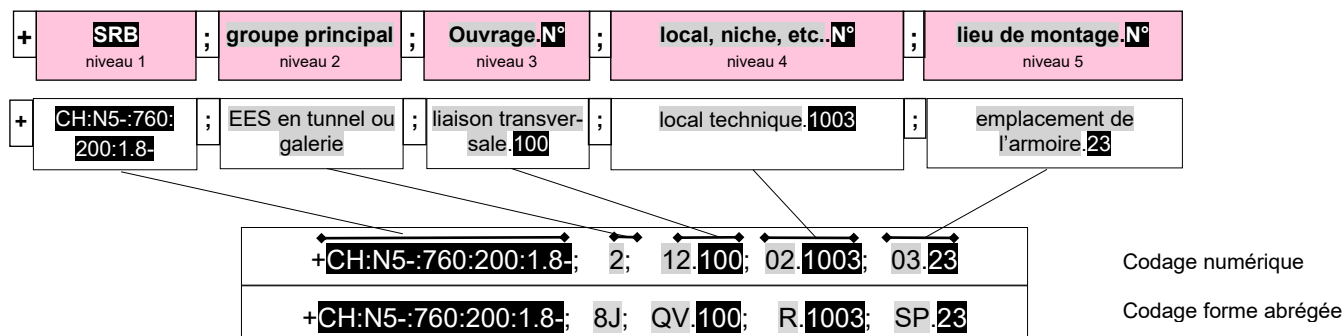 + SRB ; groupe principal ; Ouvrage.N° ; local, niche, etc..N° ; lieu de montage.N°
niveau 1 niveau 2 niveau 3 niveau 4 niveau 5
+ CH:N5-:760: ; EES en tunnel ou ; liaison transver- ; local technique.1003 ; emplacement de
200:1.8- galerie sale.100 l'armoire.23
+CH:N5-:760:200:1.8-; 2; 12.100; 02.1003; 03.23 Codage numérique
+CH:N5-:760:200:1.8-; 8J; QV.100; R.1003; SP.23 Codage forme abrégée